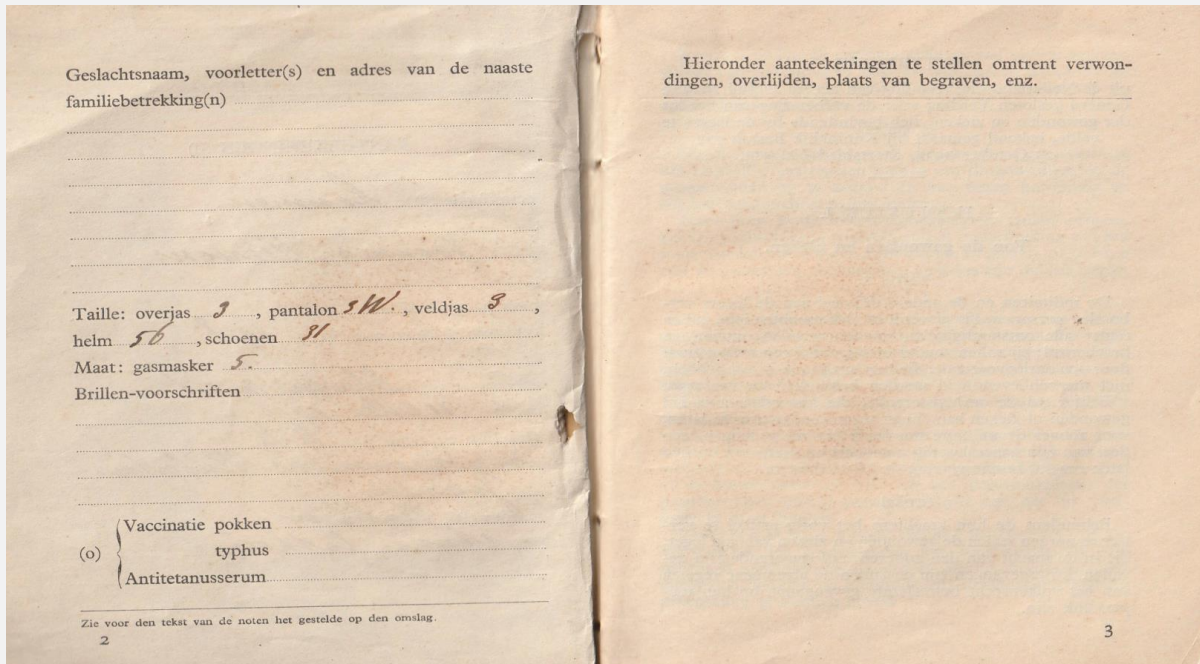 Geslachtsnaam, voorletter(s) en adres van de naaste
familiebetrekking(n)
Taille: overjas 3 , pantalon 3W. , veldjas 3 ,
helm 56 , schoenen 31
Maat: gasmasker 5.
Brillen-voorschriften
(o) Vaccinatie pokken
typhus
Antitetanusserum
Zie voor den tekst van de noten het gestelde op den omslag.
2
Hieronder aanteekeningen te stellen omtrent verwon-
dingen, overlijden, plaats van begraven, enz.
3